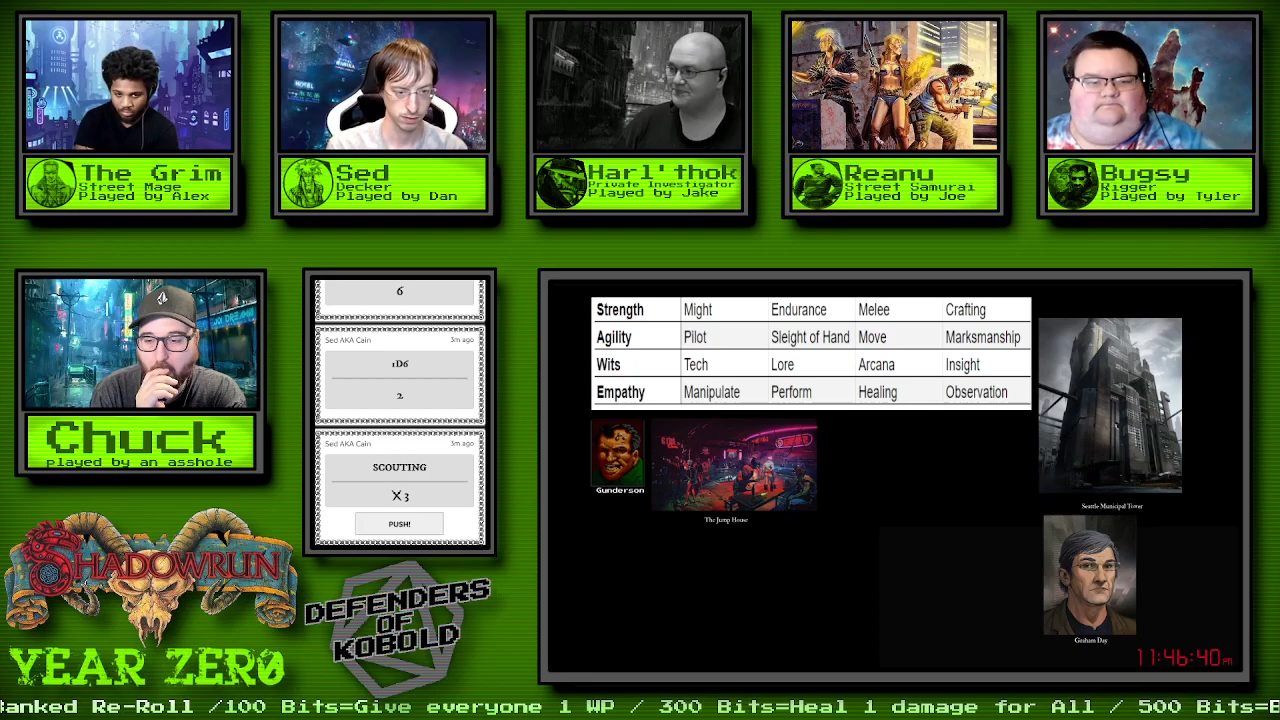 The Grim
Street Mage
Played by Alex
Sed
Decker
Played by Dan
Harl'thok
Private Investigator
Played by Jake
Reanu
Street Samurai
Played by Joe
Bugsy
Rigger
Played by Tyler
Chuck
played by an asshole
6
Sed AKA Cain 3m ago
1D6
2
Sed AKA Cain 3m ago
SCOUTING
X 3
PUSH!
Strength Might Endurance Melee Crafting
Agility Pilot Sleight of Hand Move Marksmanship
Wits Tech Lore Arcana Insight
Empathy Manipulate Perform Healing Observation
Gunderson
The Jump House
Seattle Municipal Tower
Graham Day
11:46:40 PM
SHADOWRUN
YEAR ZERO
DEFENDERS
OF
KOBOLD
Banked Re-Roll /100 Bits=Give everyone 1 WP / 300 Bits=Heal 1 damage for All / 500 Bits=